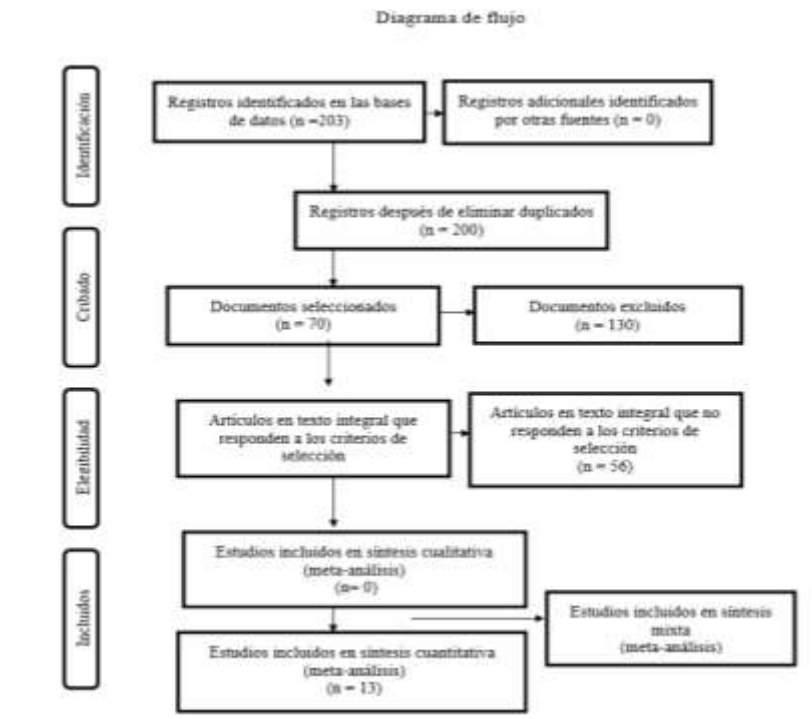 Diagrama de flujo
Identificación
Registros identificados en las bases
de datos (n =203)
Registros adicionales identificados
por otras fuentes (n = 0)
Registros después de eliminar duplicados
(n = 200)
Cribado
Documentos seleccionados
(n = 70)
Documentos excluidos
(n = 130)
Elegibilidad
Artículos en texto integral que
responden a los criterios de
selección
Artículos en texto integral que no
responden a los criterios de
selección
(n = 56)
Incluidos
Estudios incluidos en síntesis cualitativa
(meta-análisis)
(n= 0)
Estudios incluidos en síntesis
mixta
(meta-análisis)
Estudios incluidos en síntesis cuantitativa
(meta-análisis)
(n = 13)